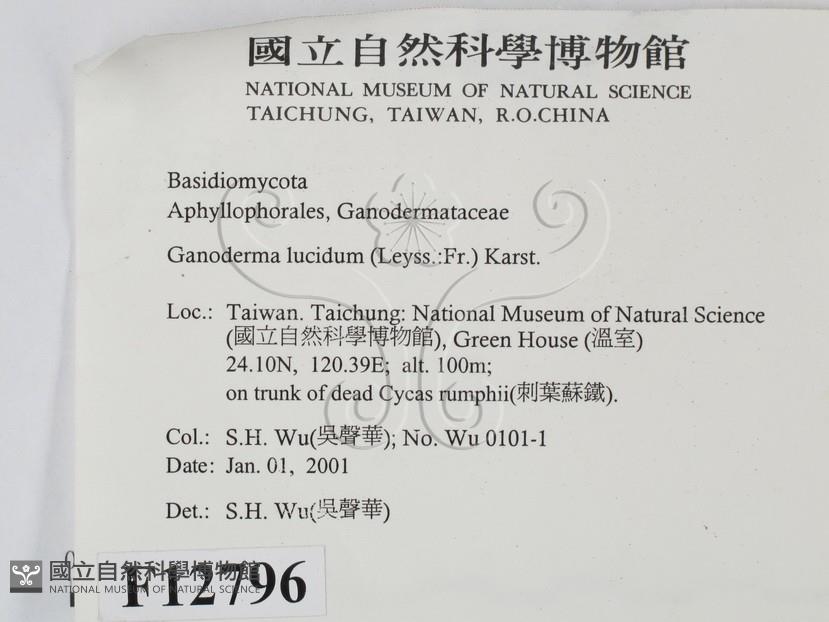 國立自然科學博物館
NATIONAL MUSEUM OF NATURAL SCIENCE
TAICHUNG, TAIWAN, R.O.CHINA
Basidiomycota
Aphyllophorales, Ganodermataceae
Ganoderma lucidum (Leyss.:Fr.) Karst.
Loc.: Taiwan. Taichung: National Museum of Natural Science
(國立自然科學博物館), Green House (溫室)
24.10N, 120.39E; alt. 100m;
on trunk of dead Cycas rumphii(刺葉蘇鐵).
Col.: S.H. Wu(吳聲華); No. Wu 0101-1
Date: Jan. 01, 2001
Det.: S.H. Wu(吳聲華)
國立自然科學博物館
NATIONAL MUSEUM OF NATURAL SCIENCE
F12796